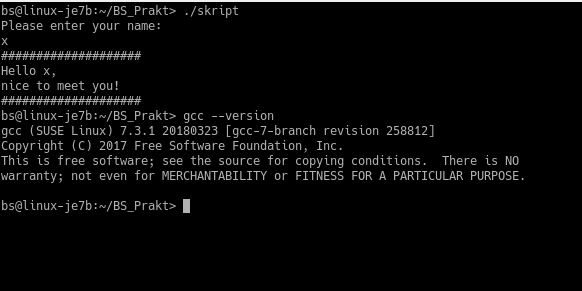 bs@linux-je7b:~/BS_Prakt> ./skript
Please enter your name:
x
####################
Hello x,
nice to meet you!
####################
bs@linux-je7b:~/BS_Prakt> gcc --version
gcc (SUSE Linux) 7.3.1 20180323 [gcc-7-branch revision 258812]
Copyright (C) 2017 Free Software Foundation, Inc.
This is free software; see the source for copying conditions.  There is NO
warranty; not even for MERCHANTABILITY or FITNESS FOR A PARTICULAR PURPOSE.
bs@linux-je7b:~/BS_Prakt>